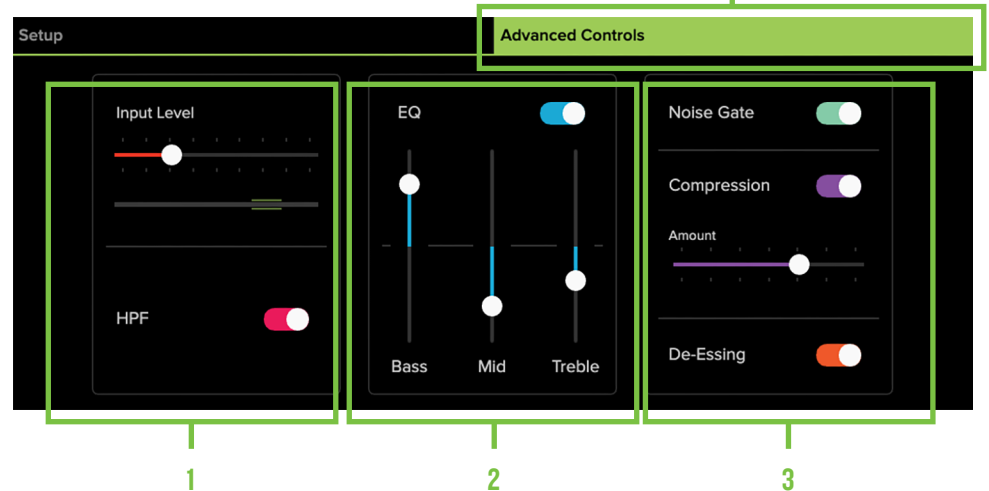 Setup
Advanced Controls
Input Level
HPF
EQ
Bass Mid Treble
Noise Gate
Compression
Amount
De-Essing
1 2 3